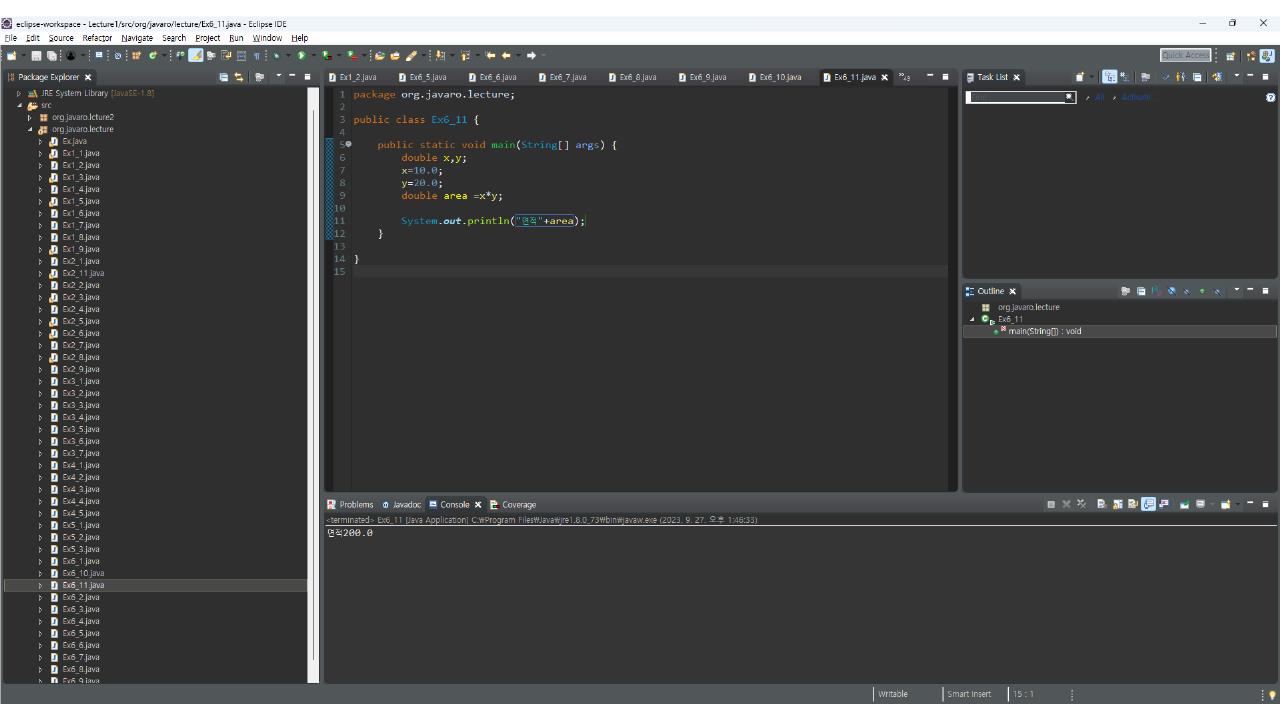 eclipse-workspace - Lecture1/src/org/javaro/lecture/Ex6_11.java - Eclipse IDE
File Edit Source Refactor Navigate Search Project Run Window Help
Quick Access
Package Explorer
JRE System Library [JavaSE-1.8]
src
org.javaro.lcture2
org.javaro.lecture
Ex.java
Ex1_1.java
Ex1_2.java
Ex1_3.java
Ex1_4.java
Ex1_5.java
Ex1_6.java
Ex1_7.java
Ex1_8.java
Ex1_9.java
Ex2_1.java
Ex2_11.java
Ex2_2.java
Ex2_3.java
Ex2_4.java
Ex2_5.java
Ex2_6.java
Ex2_7.java
Ex2_8.java
Ex2_9.java
Ex3_1.java
Ex3_2.java
Ex3_3.java
Ex3_4.java
Ex3_5.java
Ex3_6.java
Ex3_7.java
Ex4_1.java
Ex4_2.java
Ex4_3.java
Ex4_4.java
Ex4_5.java
Ex5_1.java
Ex5_2.java
Ex5_3.java
Ex6_1.java
Ex6_10.java
Ex6_11.java
Ex6_2.java
Ex6_3.java
Ex6_4.java
Ex6_5.java
Ex6_6.java
Ex6_7.java
Ex6_8.java
Ex6_9.java
Ex1_2.java Ex6_5.java Ex6_6.java Ex6_7.java Ex6_8.java Ex6_9.java Ex6_10.java Ex6_11.java
1 package org.javaro.lecture;
2
3 public class Ex6_11 {
4
5 public static void main(String[] args) {
6 double x,y;
7 x=10.0;
8 y=20.0;
9 double area =x*y;
10
11 System.out.println("면적"+area);
12 }
13
14 }
15
Task List
All Activate
Outline
org.javaro.lecture
Ex6_11
main(String[]) : void
Problems Javadoc Console Coverage
<terminated> Ex6_11 [Java Application] C:₩Program Files₩Java₩jre1.8.0_73₩bin₩javaw.exe (2023. 9. 27. 오후 1:46:33)
면적200.0
Writable Smart Insert 15 : 1